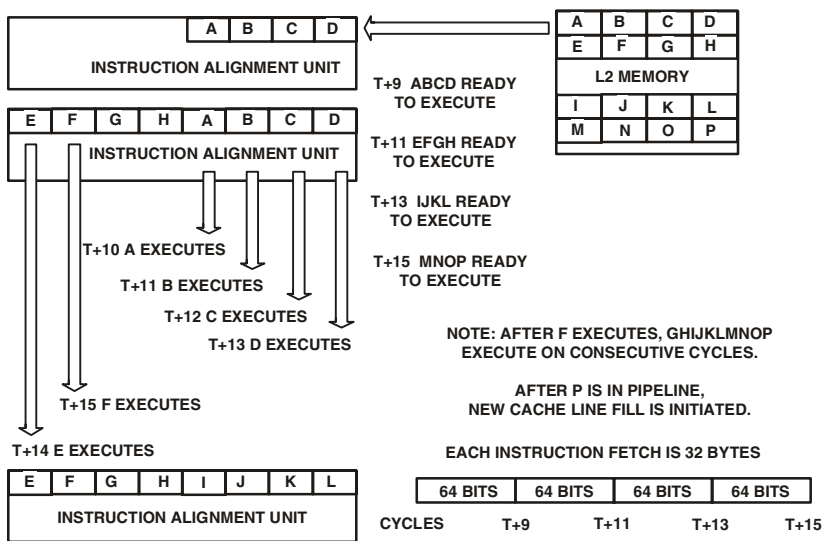 A B C D
INSTRUCTION ALIGNMENT UNIT
A B C D
E F G H
L2 MEMORY
I J K L
M N O P
T+9 ABCD READY
TO EXECUTE
E F G H A B C D
INSTRUCTION ALIGNMENT UNIT
T+11 EFGH READY
TO EXECUTE
T+13 IJKL READY
TO EXECUTE
T+15 MNOP READY
TO EXECUTE
T+10 A EXECUTES
T+11 B EXECUTES
T+12 C EXECUTES
T+13 D EXECUTES
T+15 F EXECUTES
T+14 E EXECUTES
NOTE: AFTER F EXECUTES, GHIJKLMNOP
EXECUTE ON CONSECUTIVE CYCLES.
AFTER P IS IN PIPELINE,
NEW CACHE LINE FILL IS INITIATED.
EACH INSTRUCTION FETCH IS 32 BYTES
E F G H I J K L
INSTRUCTION ALIGNMENT UNIT
64 BITS 64 BITS 64 BITS 64 BITS
CYCLES T+9 T+11 T+13 T+15